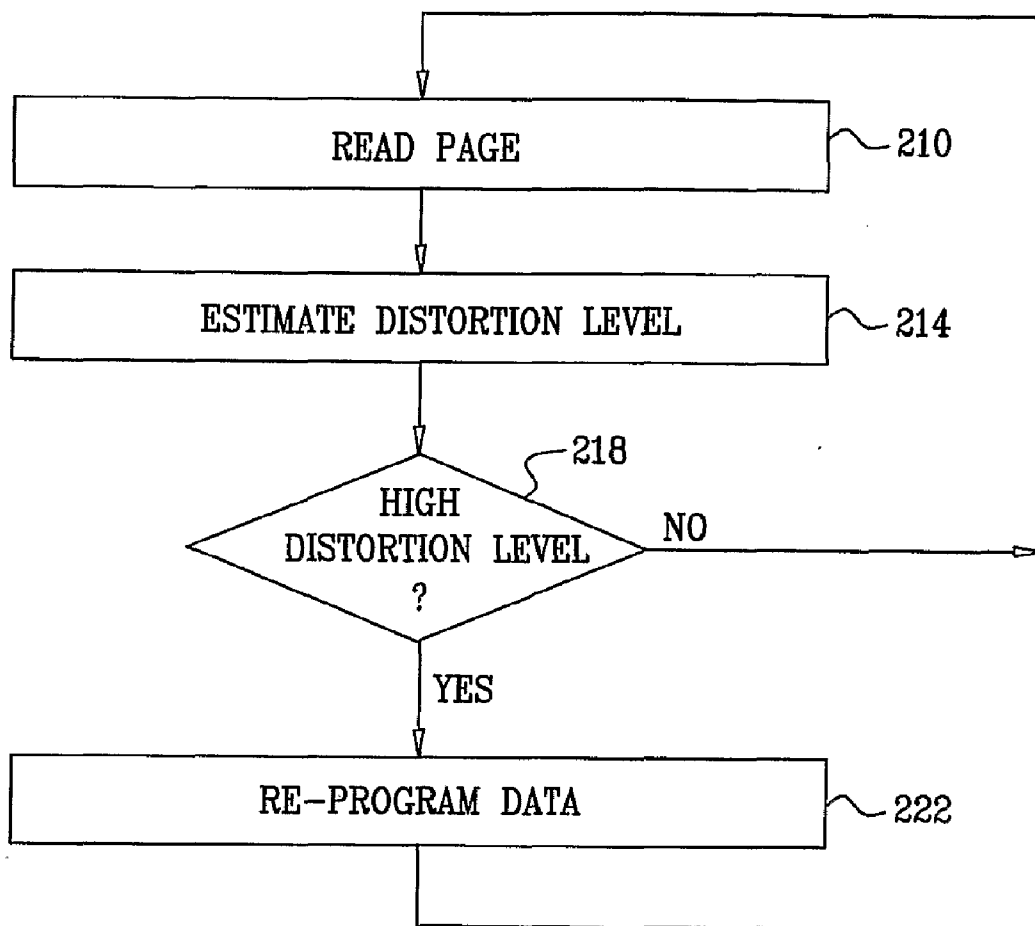 READ PAGE
210
ESTIMATE DISTORTION LEVEL
214
218
HIGH
DISTORTION LEVEL
?
NO
YES
RE-PROGRAM DATA
222